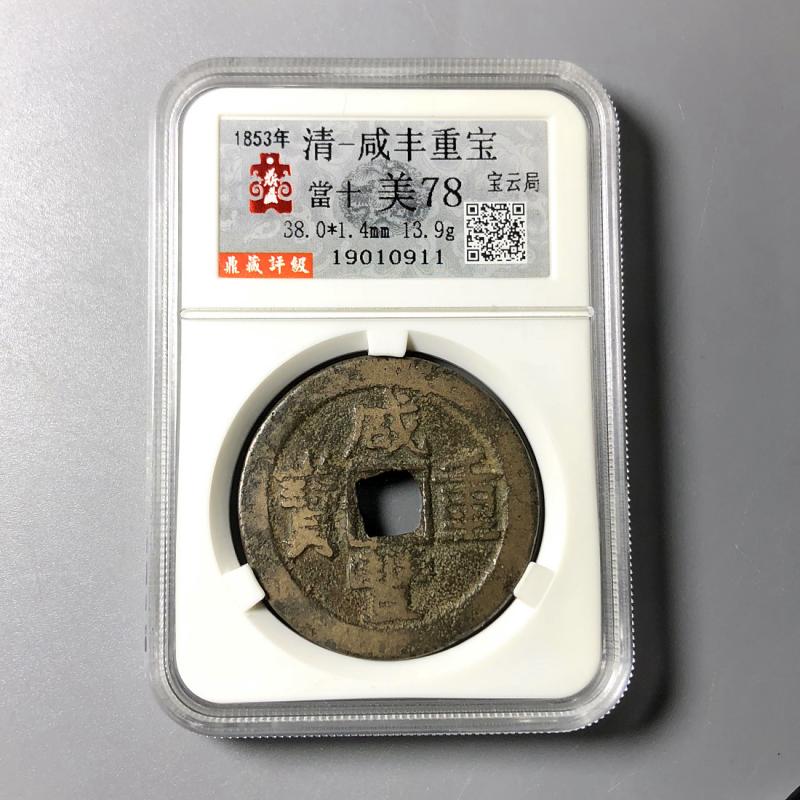 1853年 清-咸丰重宝
當十 美78 宝云局
38.0*1.4mm 13.9g
鼎藏評級 19010911
咸
寶 重
豐